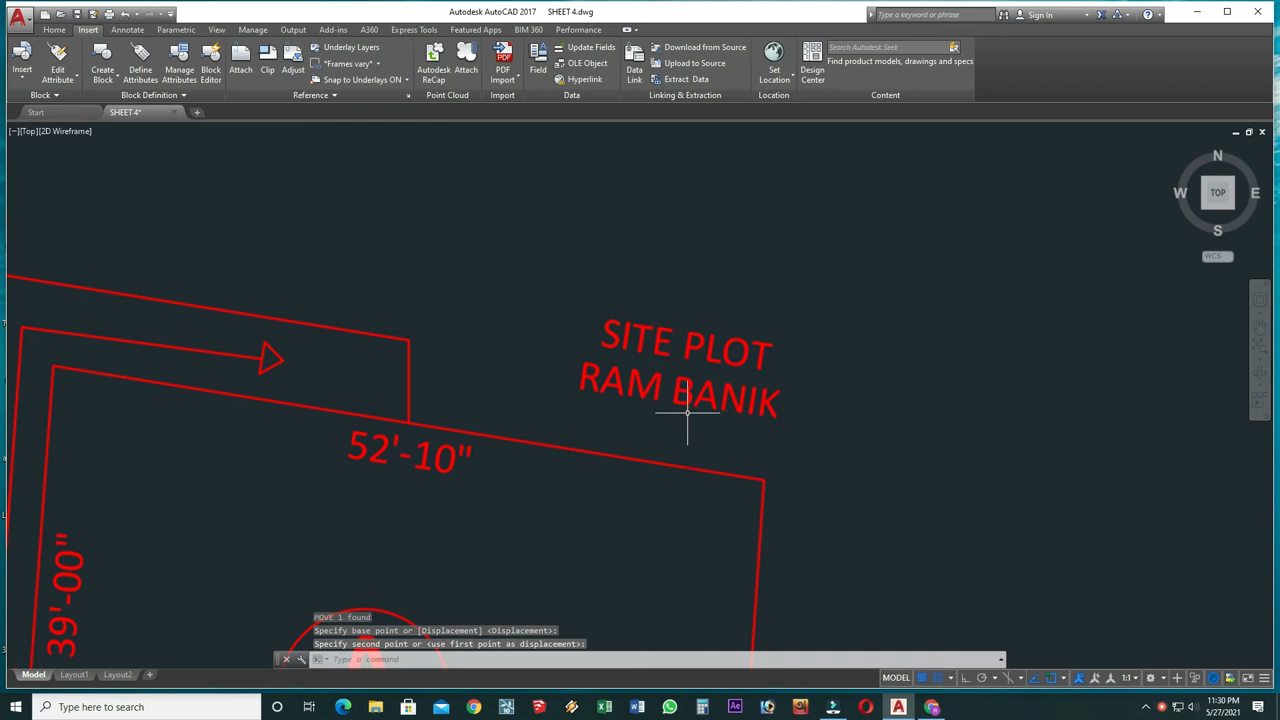 Autodesk AutoCAD 2017 SHEET 4.dwg
Type a keyword or phrase
Sign In
Home Insert Annotate Parametric View Manage Output Add-ins A360 Express Tools Featured Apps BIM 360 Performance
Insert
Edit Attribute
Create Block
Define Attributes
Manage Attributes
Block Editor
Attach
Clip
Adjust
Underlay Layers
*Frames vary*
Snap to Underlays ON
Autodesk ReCap
Attach
PDF Import
Field
Update Fields
OLE Object
Hyperlink
Data Link
Download from Source
Upload to Source
Extract Data
Set Location
Design Center
Search Autodesk Seek
Find product models, drawings and specs
Block Block Definition Reference Point Cloud Import Data Linking & Extraction Location Content
Start SHEET 4*
[−][Top][2D Wireframe]
N
W TOP E
S
WCS
SITE PLOT
RAM BANIK
52'-10"
39'-00"
MOVE 1 found
Specify base point or [Displacement] <Displacement>:
Specify second point or <use first point as displacement>:
Type a command
Model Layout1 Layout2
MODEL 1:1
Type here to search
11:30 PM
5/27/2021